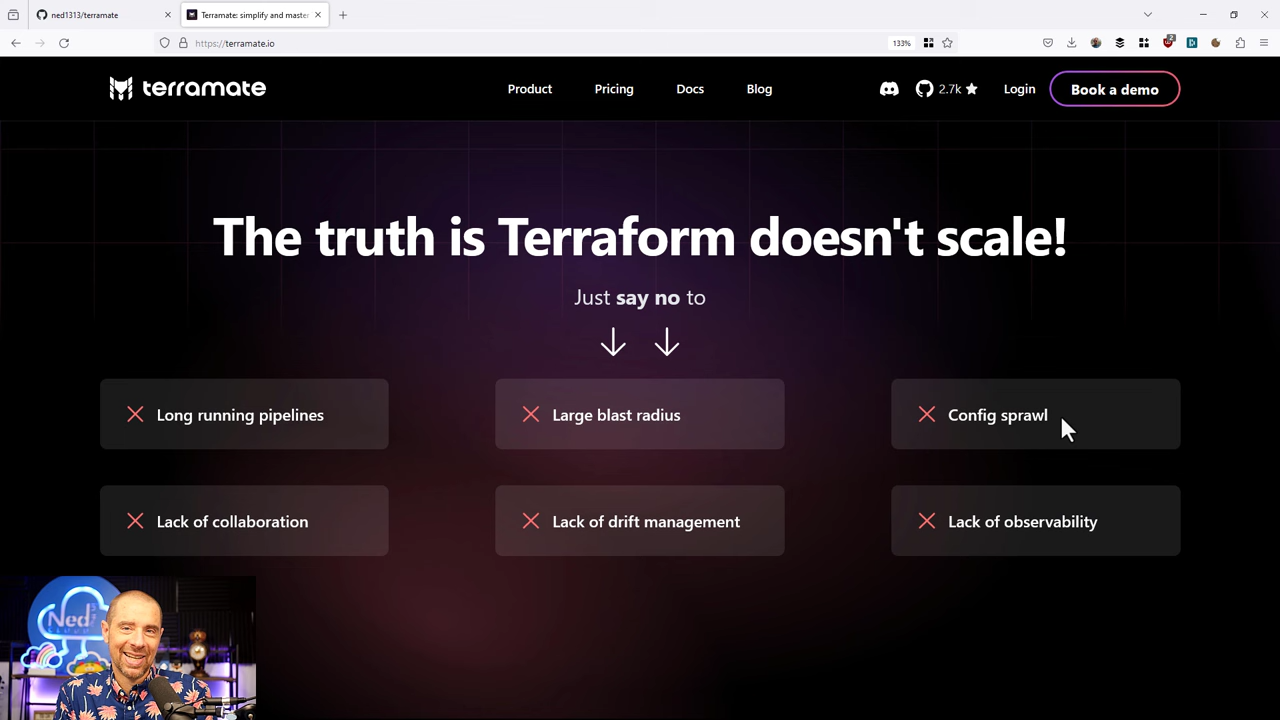 ned1313/terramate
Terramate: simplify and master
https://terramate.io
133%
2
terramate
Product
Pricing
Docs
Blog
2.7k
Login
Book a demo
The truth is Terraform doesn't scale!
Just say no to
Long running pipelines
Large blast radius
Config sprawl
Lack of collaboration
Lack of drift management
Lack of observability
Ned